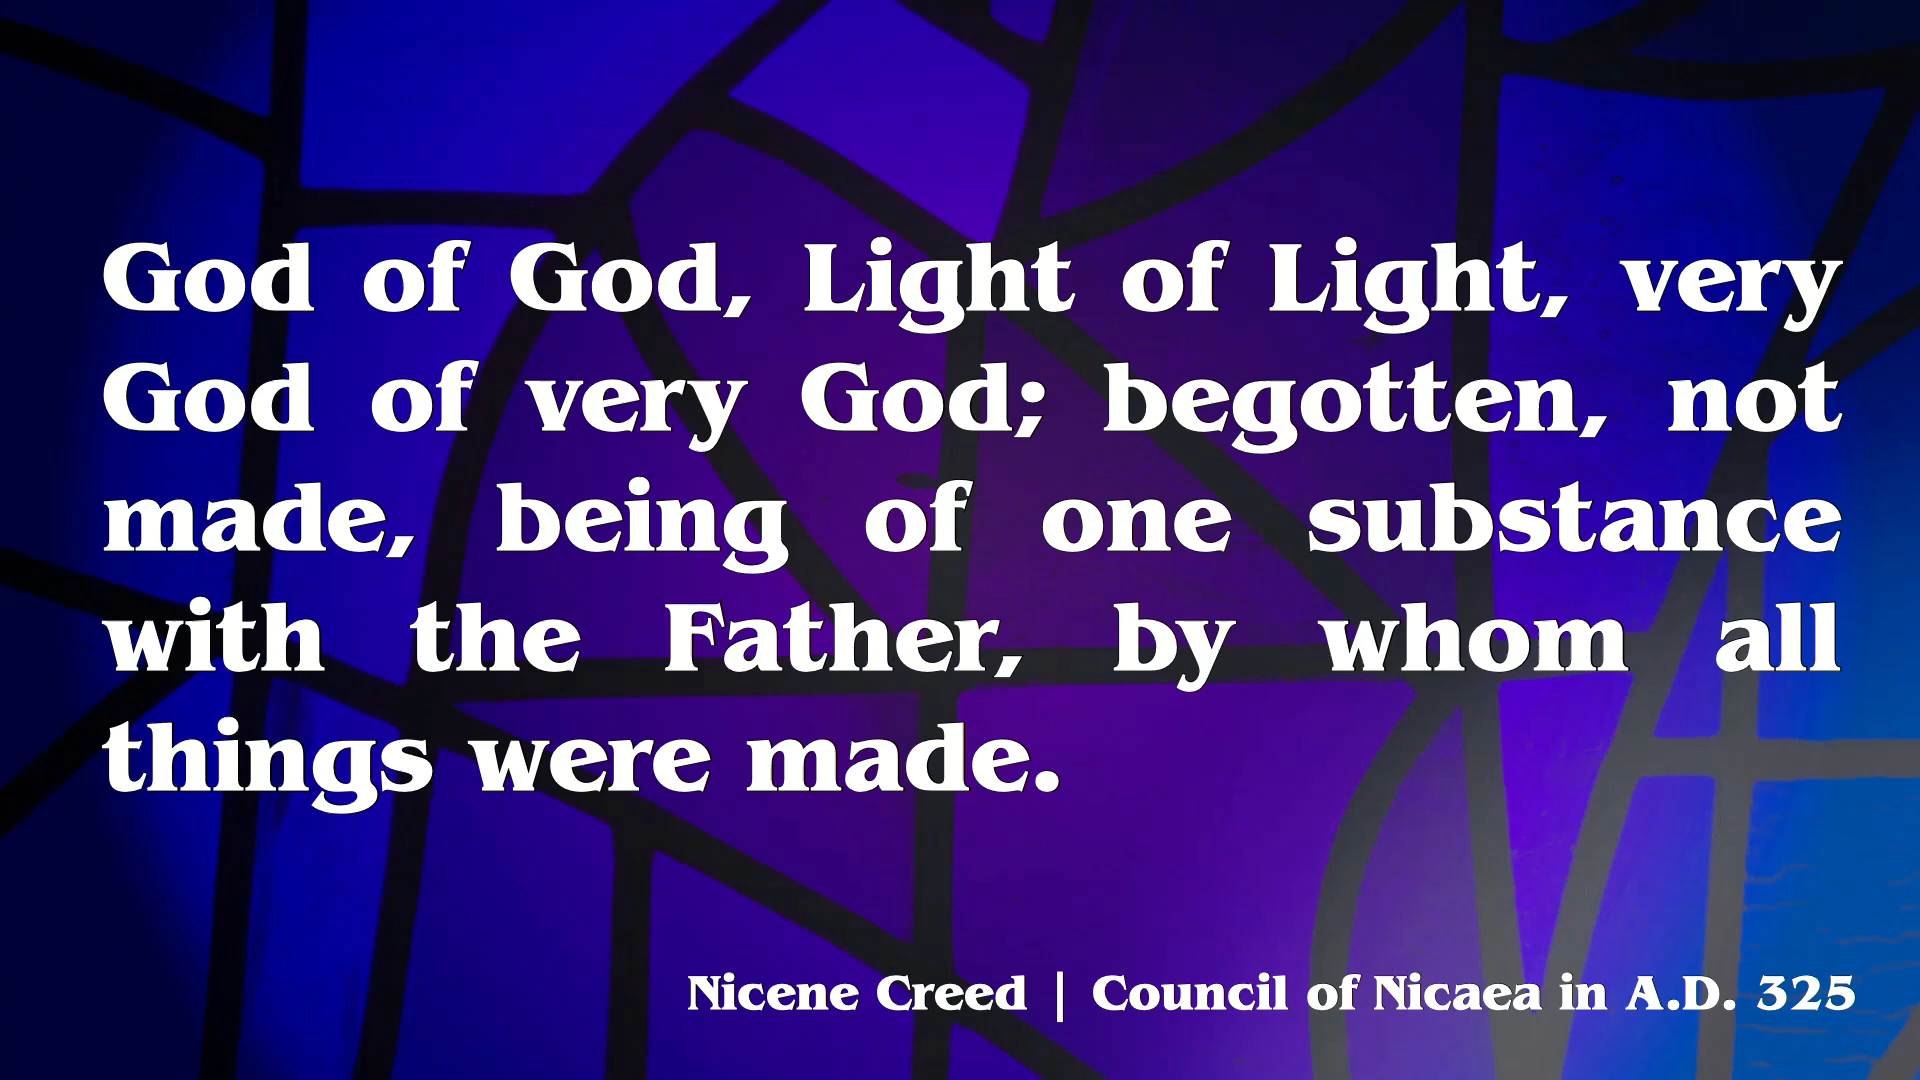 God of God, Light of Light, very
God of very God; begotten, not
made, being of one substance
with the Father, by whom all
things were made.
Nicene Creed | Council of Nicaea in A.D. 325